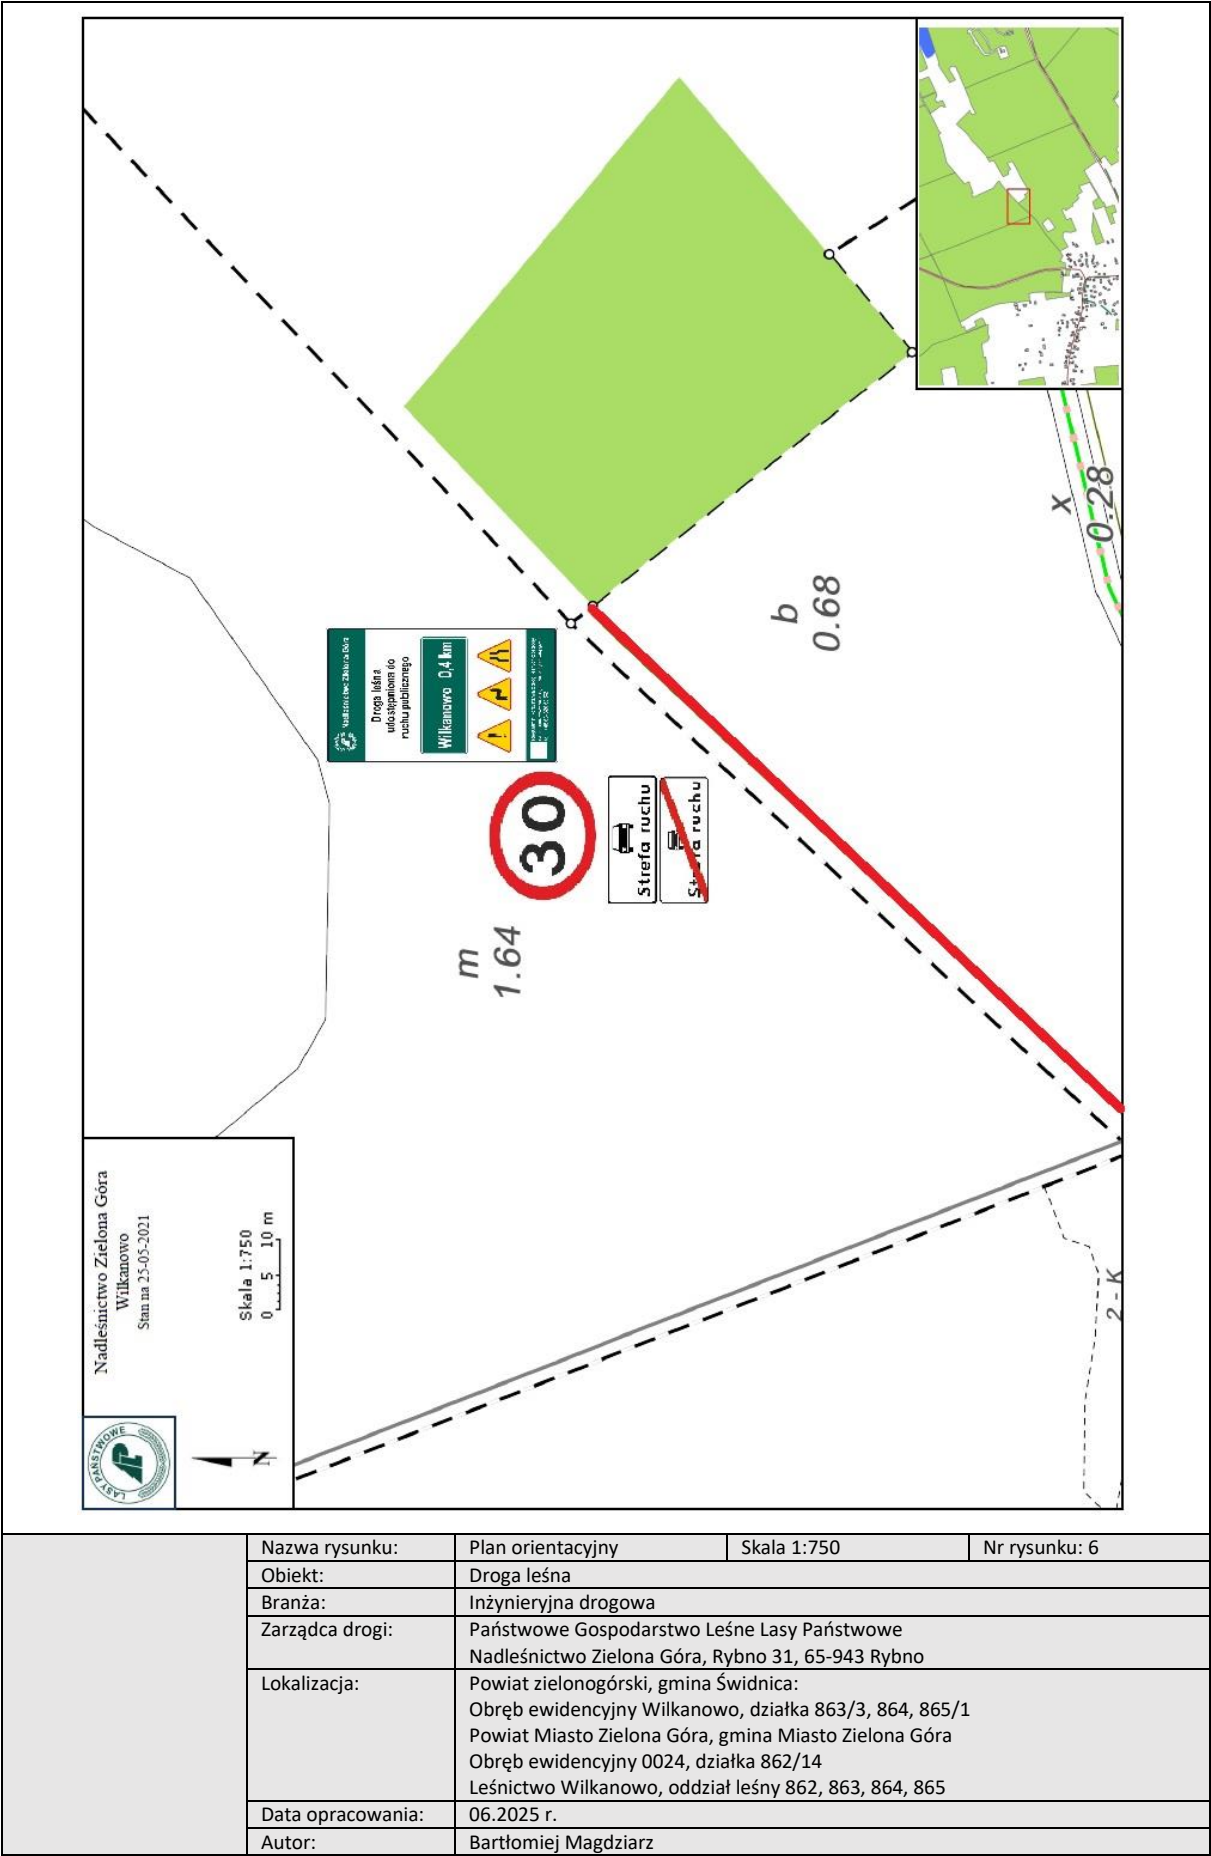 x
0.28
b
0.68
Nadleśnictwo Zielona Góra
Droga leśna
udostępniona do
ruchu publicznego
Wilkanowo 0,4 km
30
Strefa ruchu
Strefa ruchu
m
1.64
Nadleśnictwo Zielona Góra
Wilkanowo
Stan na 25-05-2021
Skala 1:750
0 5 10 m
2 - K
N
LASY PAŃSTWOWE
Nazwa rysunku: Plan orientacyjny Skala 1:750 Nr rysunku: 6
Obiekt: Droga leśna
Branża: Inżynieryjna drogowa
Zarządca drogi: Państwowe Gospodarstwo Leśne Lasy Państwowe
Nadleśnictwo Zielona Góra, Rybno 31, 65-943 Rybno
Lokalizacja: Powiat zielonogórski, gmina Świdnica:
Obręb ewidencyjny Wilkanowo, działka 863/3, 864, 865/1
Powiat Miasto Zielona Góra, gmina Miasto Zielona Góra
Obręb ewidencyjny 0024, działka 862/14
Leśnictwo Wilkanowo, oddział leśny 862, 863, 864, 865
Data opracowania: 06.2025 r.
Autor: Bartłomiej Magdziarz